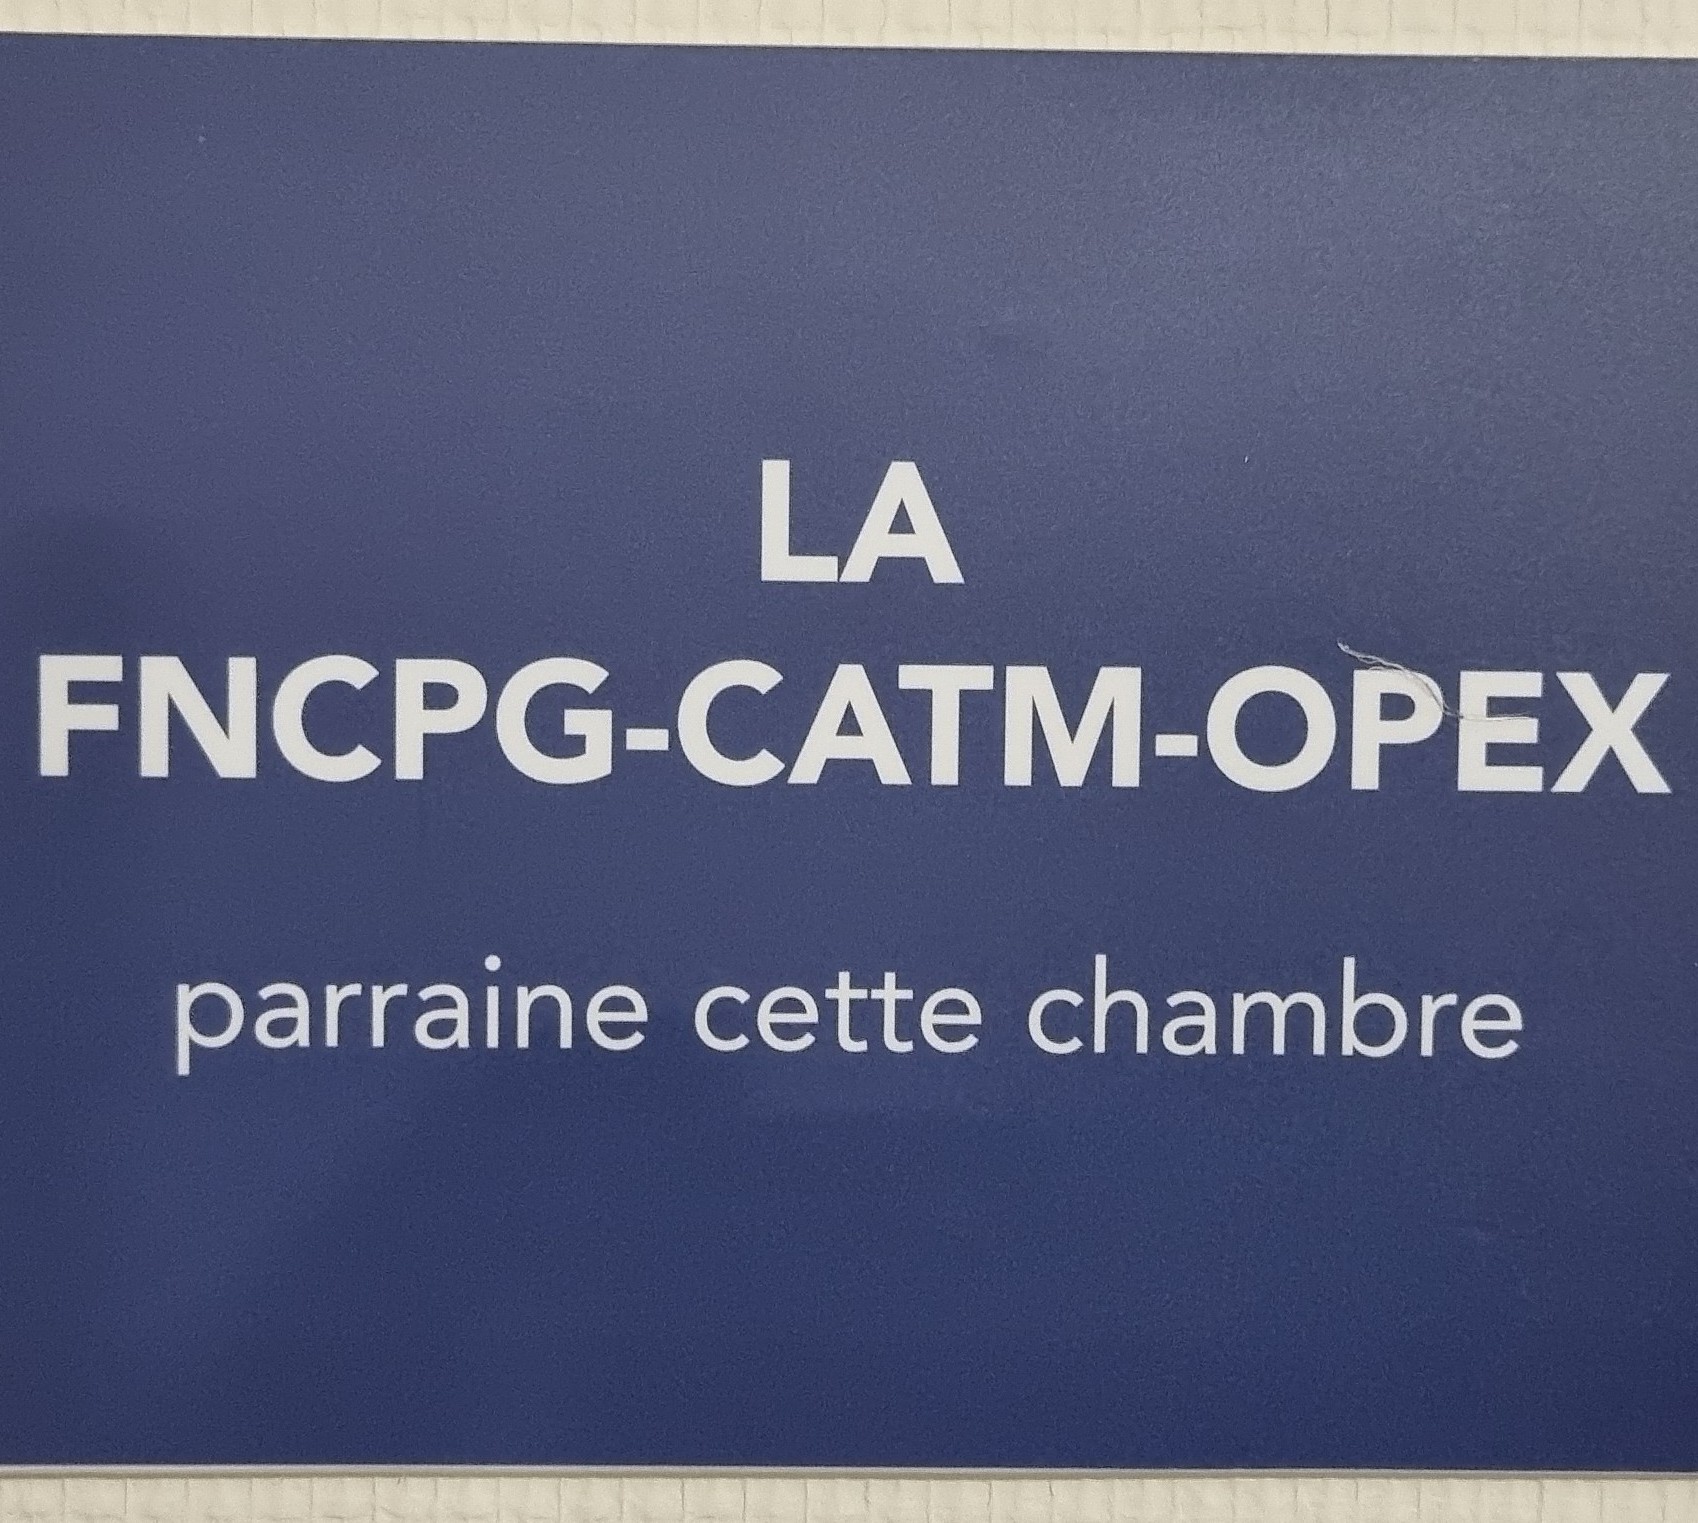 LA
FNCPG-CATM-OPEX
parraine cette chambre